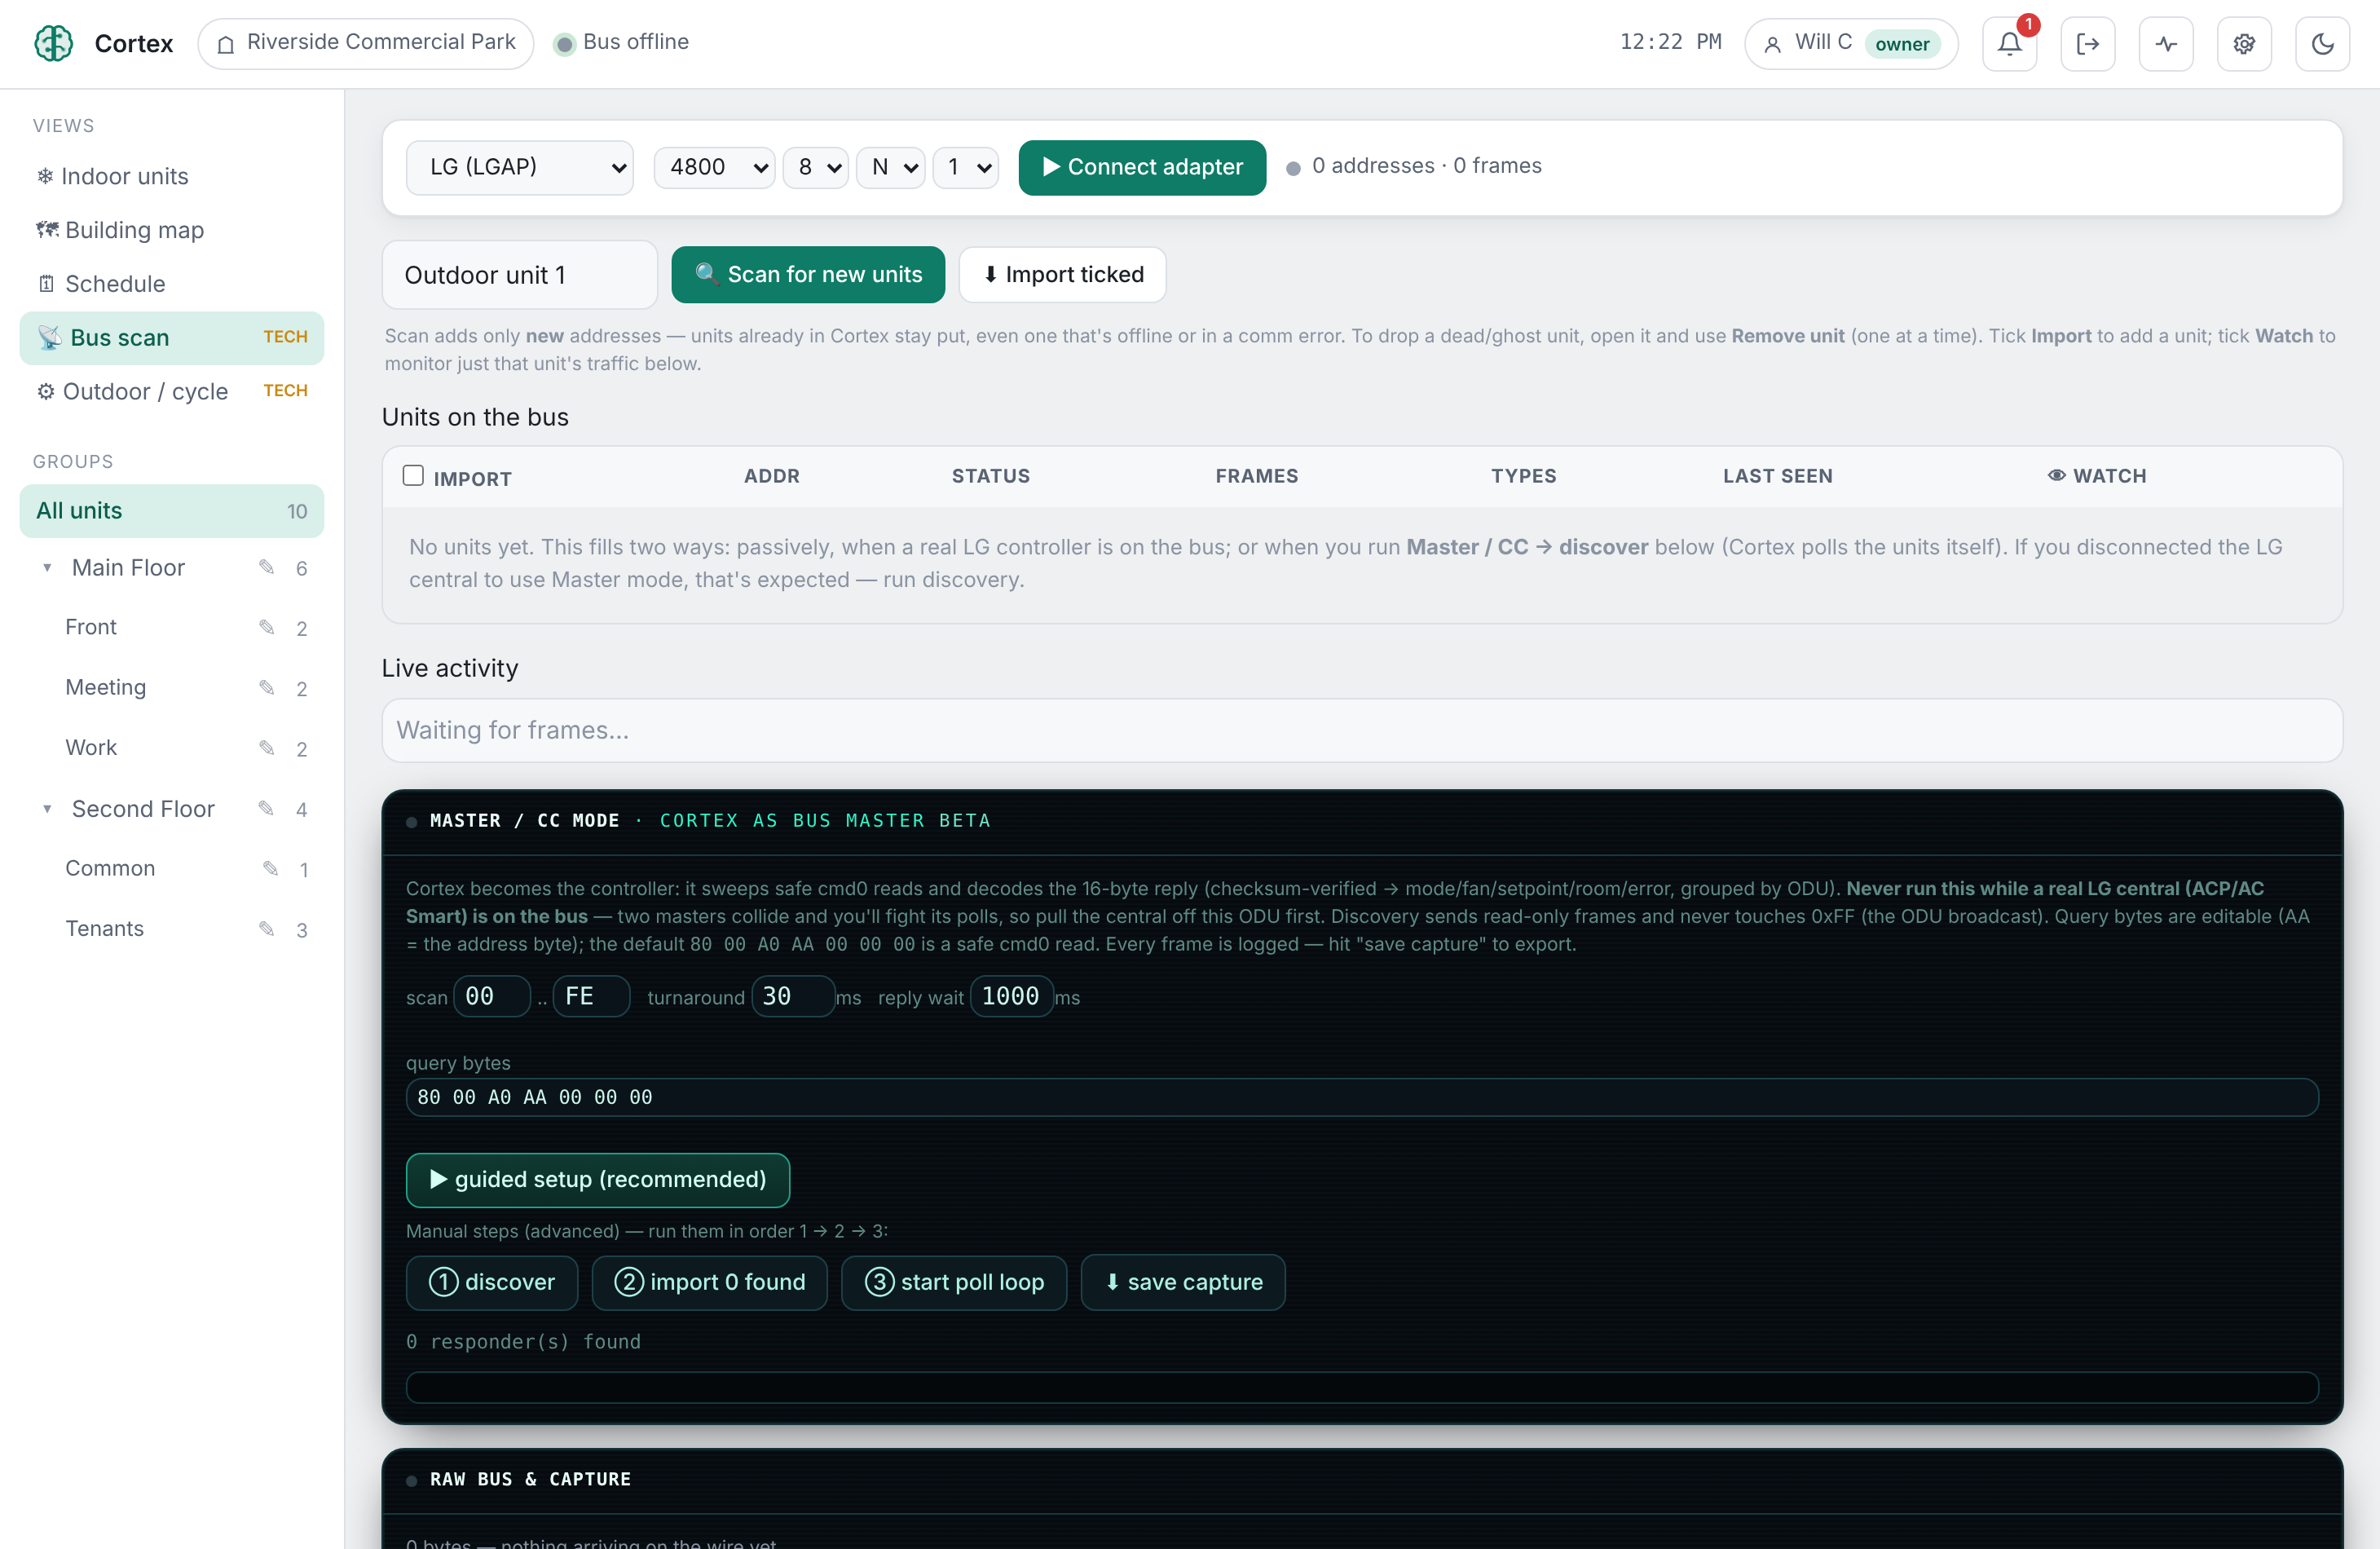 Cortex
Riverside Commercial Park
Bus offline
12:22 PM
Will C owner
1
VIEWS
Indoor units
Building map
Schedule
Bus scan TECH
Outdoor / cycle TECH
GROUPS
All units 10
Main Floor 6
Front 2
Meeting 2
Work 2
Second Floor 4
Common 1
Tenants 3
LG (LGAP) 4800 8 N 1 ▶ Connect adapter 0 addresses · 0 frames
Outdoor unit 1 🔍 Scan for new units ⬇ Import ticked
Scan adds only new addresses — units already in Cortex stay put, even one that's offline or in a comm error. To drop a dead/ghost unit, open it and use Remove unit (one at a time). Tick Import to add a unit; tick Watch to
monitor just that unit's traffic below.
Units on the bus
IMPORT ADDR STATUS FRAMES TYPES LAST SEEN 👁 WATCH
No units yet. This fills two ways: passively, when a real LG controller is on the bus; or when you run Master / CC → discover below (Cortex polls the units itself). If you disconnected the LG
central to use Master mode, that's expected — run discovery.
Live activity
Waiting for frames...
MASTER / CC MODE · CORTEX AS BUS MASTER BETA
Cortex becomes the controller: it sweeps safe cmd0 reads and decodes the 16-byte reply (checksum-verified → mode/fan/setpoint/room/error, grouped by ODU). Never run this while a real LG central (ACP/AC
Smart) is on the bus — two masters collide and you'll fight its polls, so pull the central off this ODU first. Discovery sends read-only frames and never touches 0xFF (the ODU broadcast). Query bytes are editable (AA
= the address byte); the default 80 00 A0 AA 00 00 00 is a safe cmd0 read. Every frame is logged — hit "save capture" to export.
scan 00 .. FE turnaround 30 ms reply wait 1000 ms
query bytes
80 00 A0 AA 00 00 00
▶ guided setup (recommended)
Manual steps (advanced) — run them in order 1 → 2 → 3:
① discover ② import 0 found ③ start poll loop ⬇ save capture
0 responder(s) found
RAW BUS & CAPTURE
0 bytes — nothing arriving on the wire yet